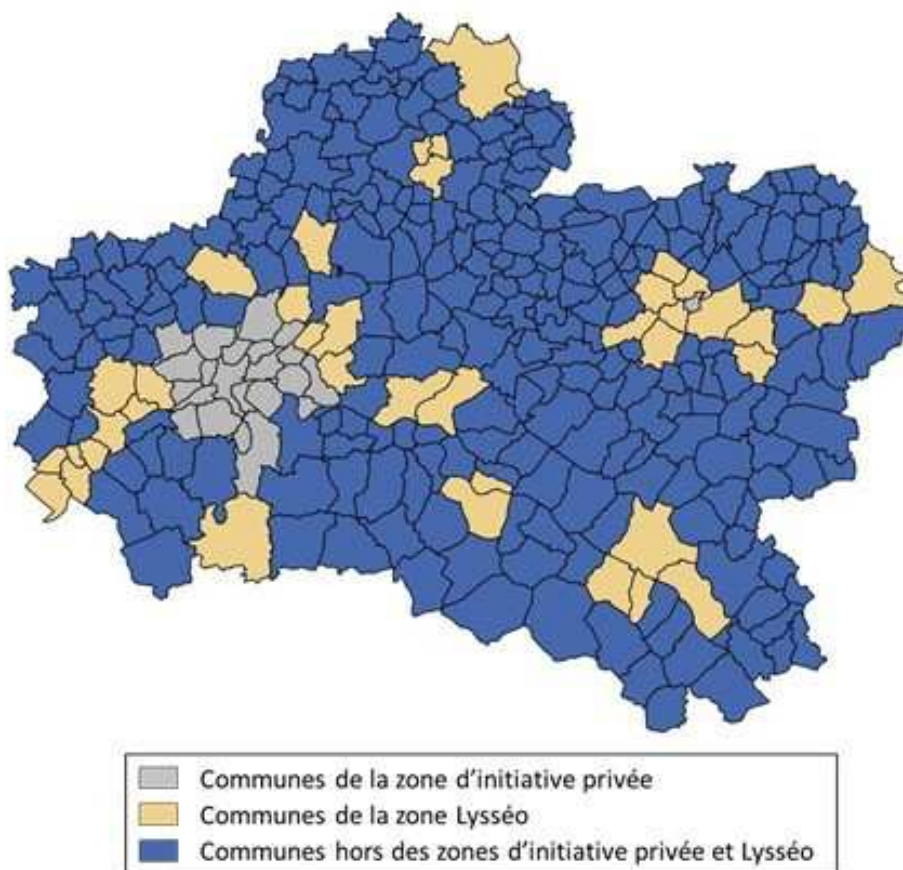 Communes de la zone d'initiative privée
Communes de la zone Lysséo
Communes hors des zones d'initiative privée et Lysséo